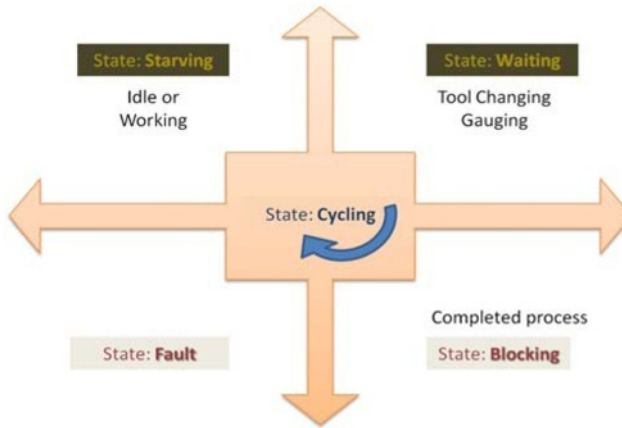 State: Starving
Idle or
Working
State: Waiting
Tool Changing
Gauging
State: Cycling
State: Fault
Completed process
State: Blocking